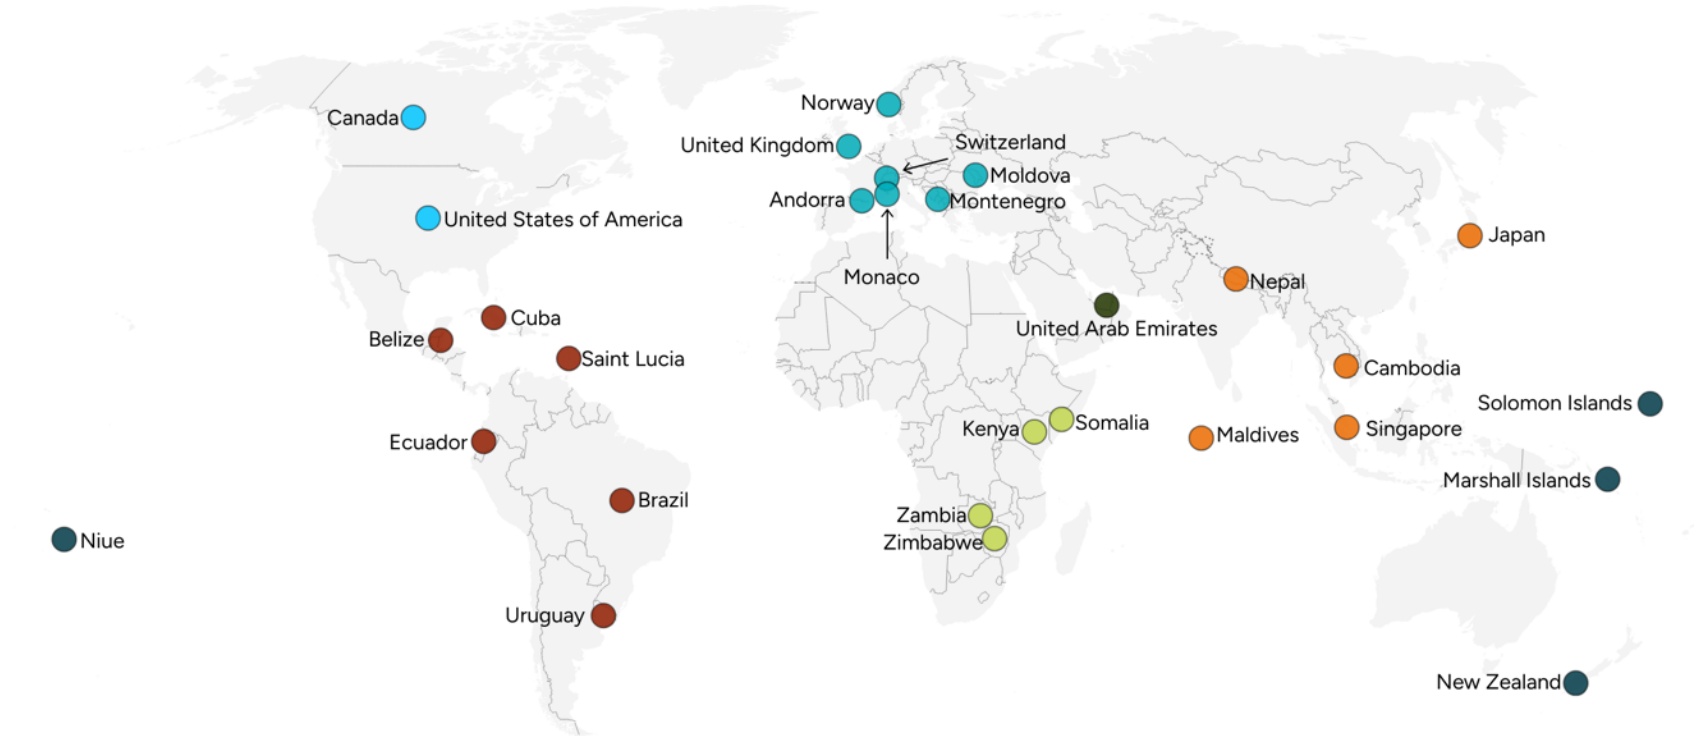 Norway
Canada
Switzerland
United Kingdom
Moldova
Andorra
Montenegro
United States of America
Japan
Monaco
Nepal
Cuba
United Arab Emirates
Belize
Saint Lucia
Cambodia
Solomon Islands
Somalia
Kenya
Singapore
Maldives
Ecuador
Marshall Islands
Brazil
Zambia
Niue
Zimbabwe
Uruguay
New Zealand